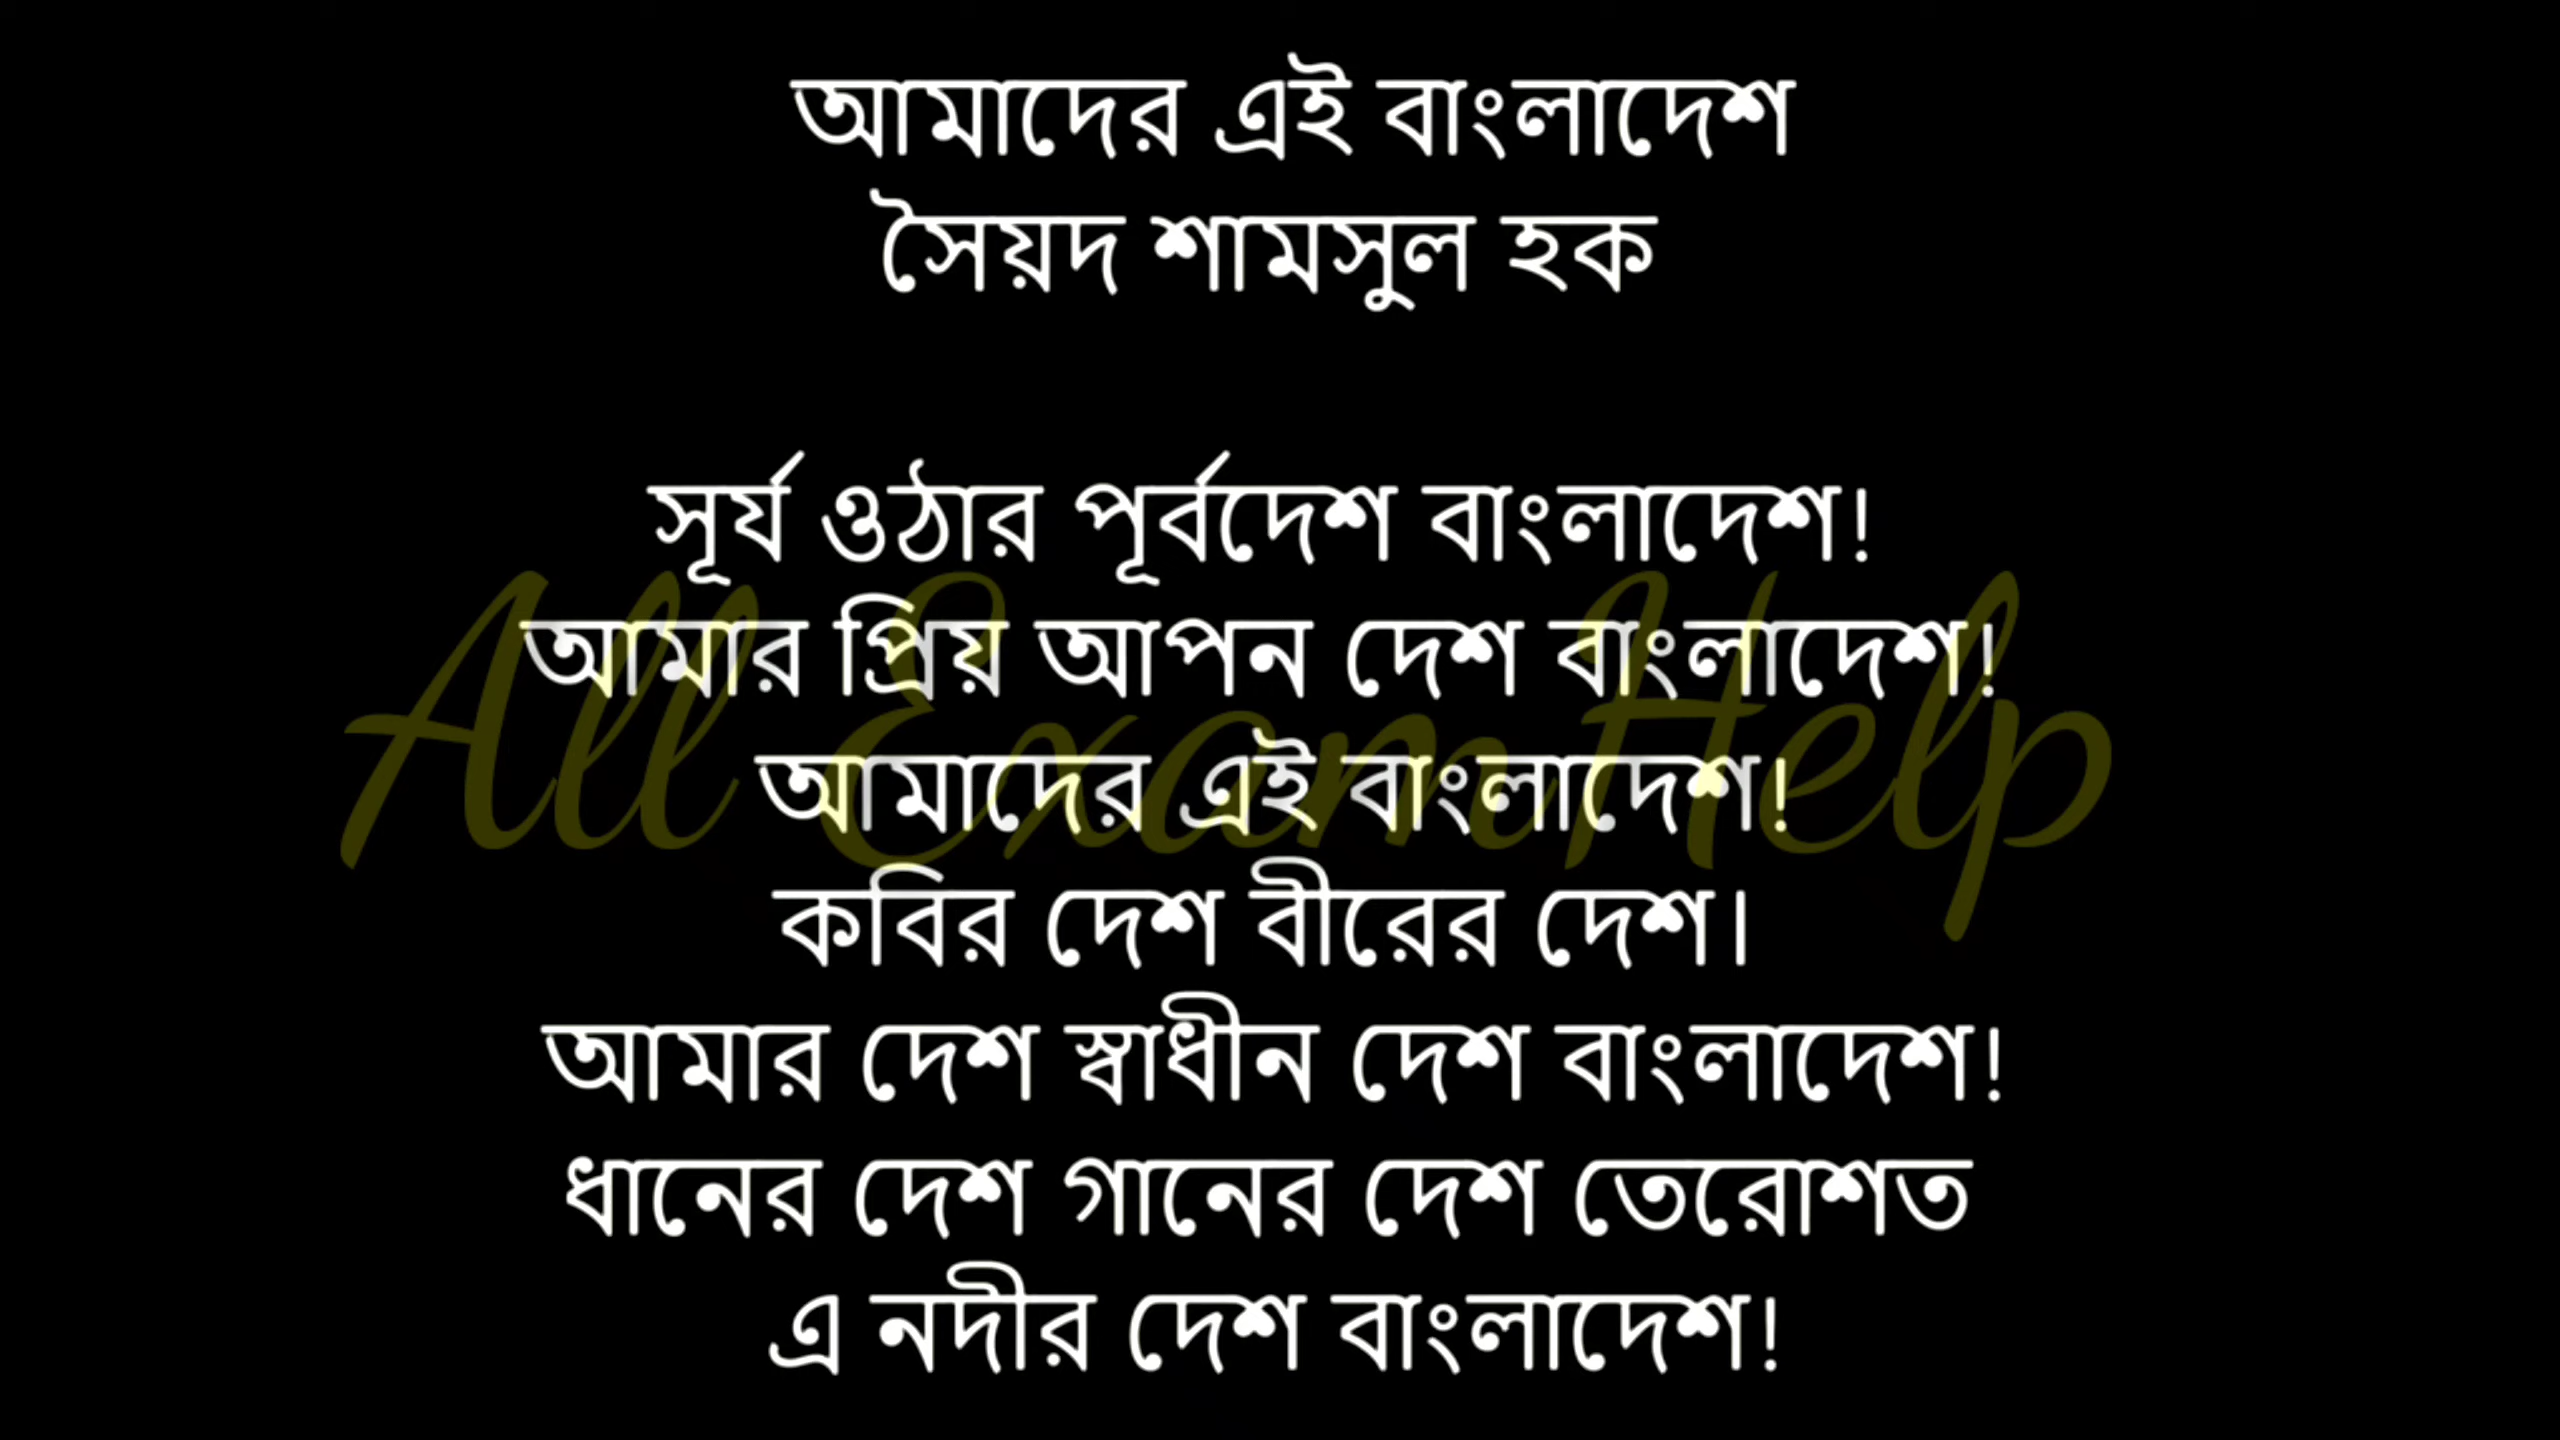 আমাদের এই বাংলাদেশ
সৈয়দ শামসুল হক
সূর্য ওঠার পূর্বদেশ বাংলাদেশ!
আমার প্রিয় আপন দেশ বাংলাদেশ!
আমাদের এই বাংলাদেশ!
All Exam Help
কবির দেশ বীরের দেশ।
আমার দেশ স্বাধীন দেশ বাংলাদেশ!
ধানের দেশ গানের দেশ তেরোশত
এ নদীর দেশ বাংলাদেশ!